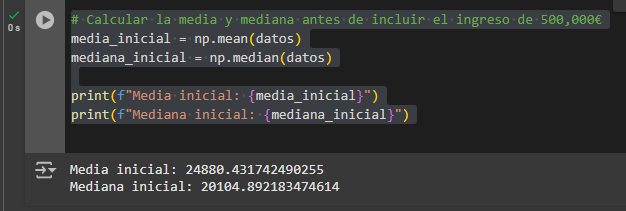 0s
# Calcular la media y mediana antes de incluir el ingreso de 500,000€
media_inicial = np.mean(datos)
mediana_inicial = np.median(datos)
print(f"Media inicial: {media_inicial}")
print(f"Mediana inicial: {mediana_inicial}")
Media inicial: 24880.431742490255
Mediana inicial: 20104.892183474614